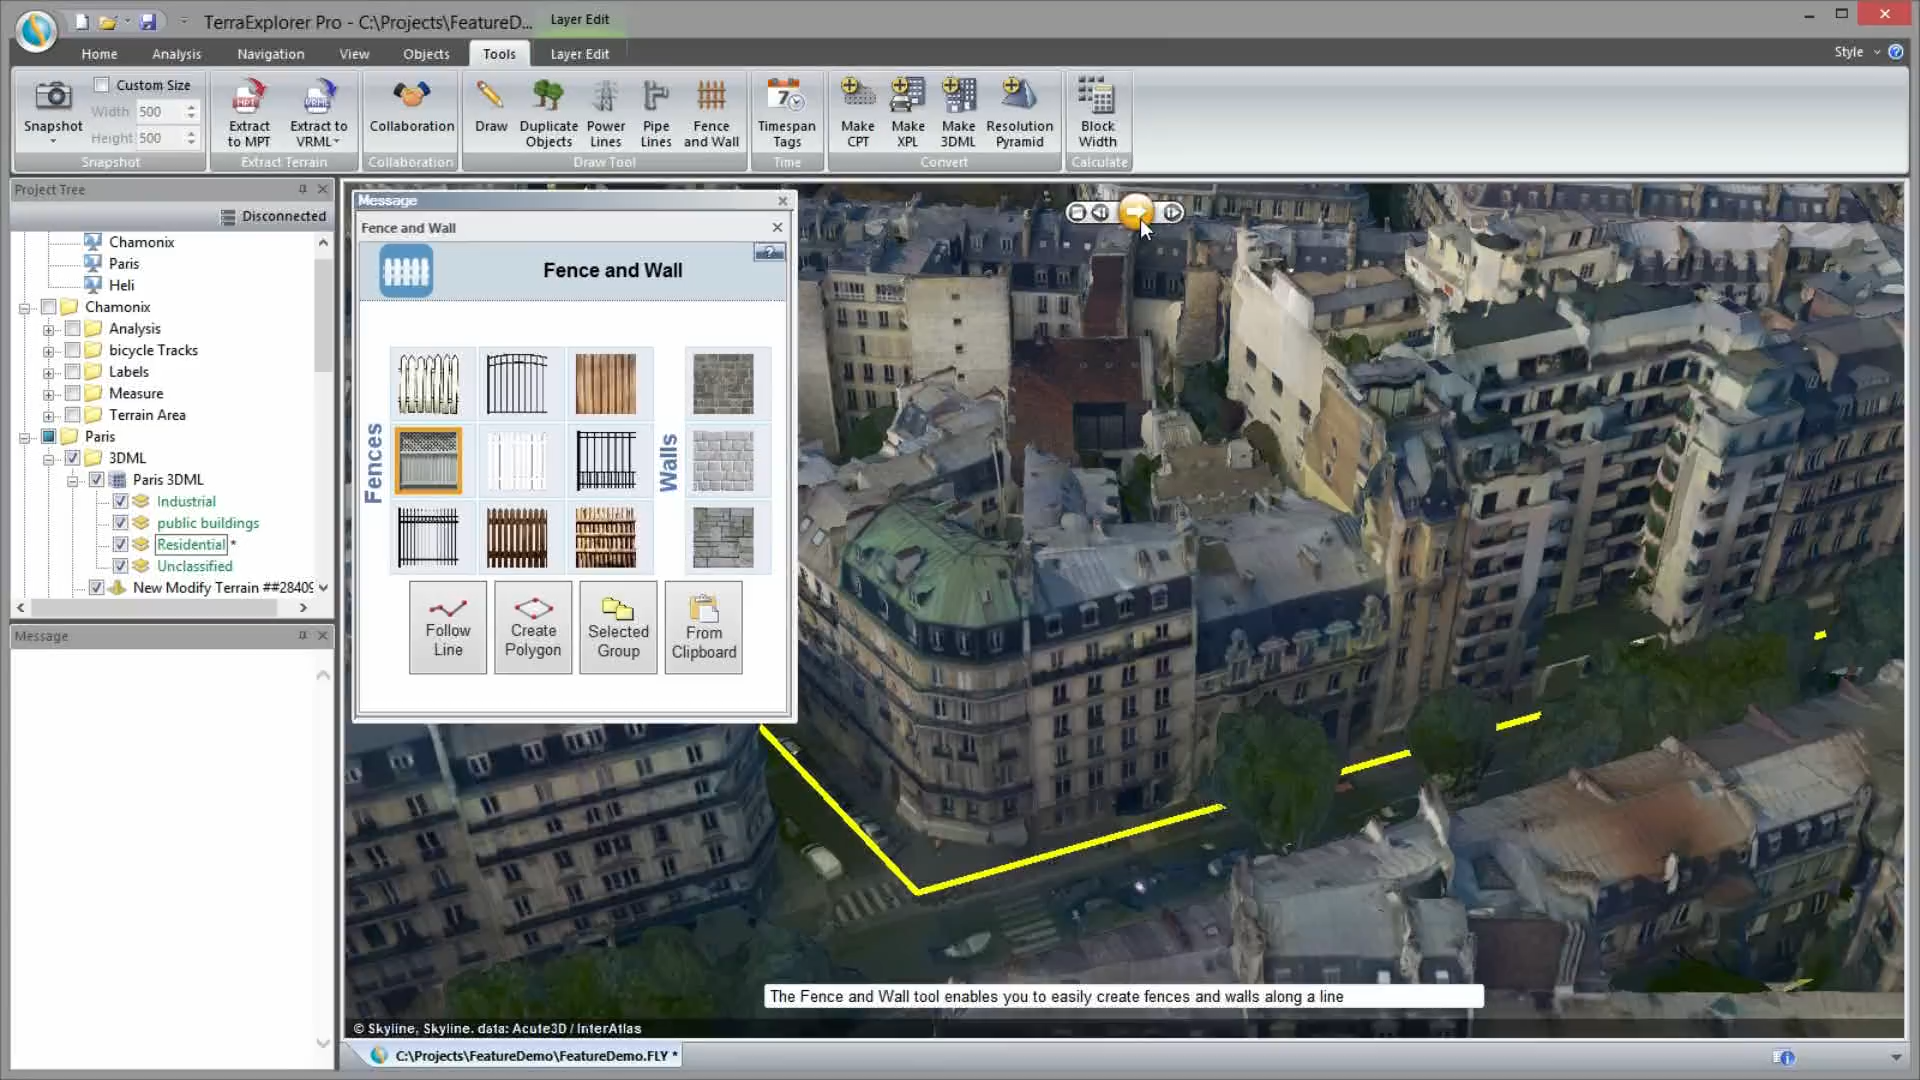 TerraExplorer Pro - C:\Projects\FeatureD...
Layer Edit
Home
Analysis
Navigation
View
Objects
Tools
Layer Edit
Style
Snapshot
Custom Size
Width 500
Height 500
Snapshot
Extract to MPT
Extract to VRML
Extract Terrain
Collaboration
Collaboration
Draw
Duplicate Objects
Power Lines
Pipe Lines
Fence and Wall
Draw Tool
7
Timespan Tags
Time
Make CPT
Make XPL
Make 3DML
Resolution Pyramid
Convert
Block Width
Calculate
Project Tree
Disconnected
Chamonix
Paris
Heli
Chamonix
Analysis
bicycle Tracks
Labels
Measure
Terrain Area
Paris
3DML
Paris 3DML
Industrial
public buildings
Residential *
Unclassified
New Modify Terrain ##28409
Message
Message
Fence and Wall
Fence and Wall
Fences
Walls
Follow Line
Create Polygon
Selected Group
From Clipboard
The Fence and Wall tool enables you to easily create fences and walls along a line
© Skyline, Skyline. data: Acute3D / InterAtlas
C:\Projects\FeatureDemo\FeatureDemo.FLY *